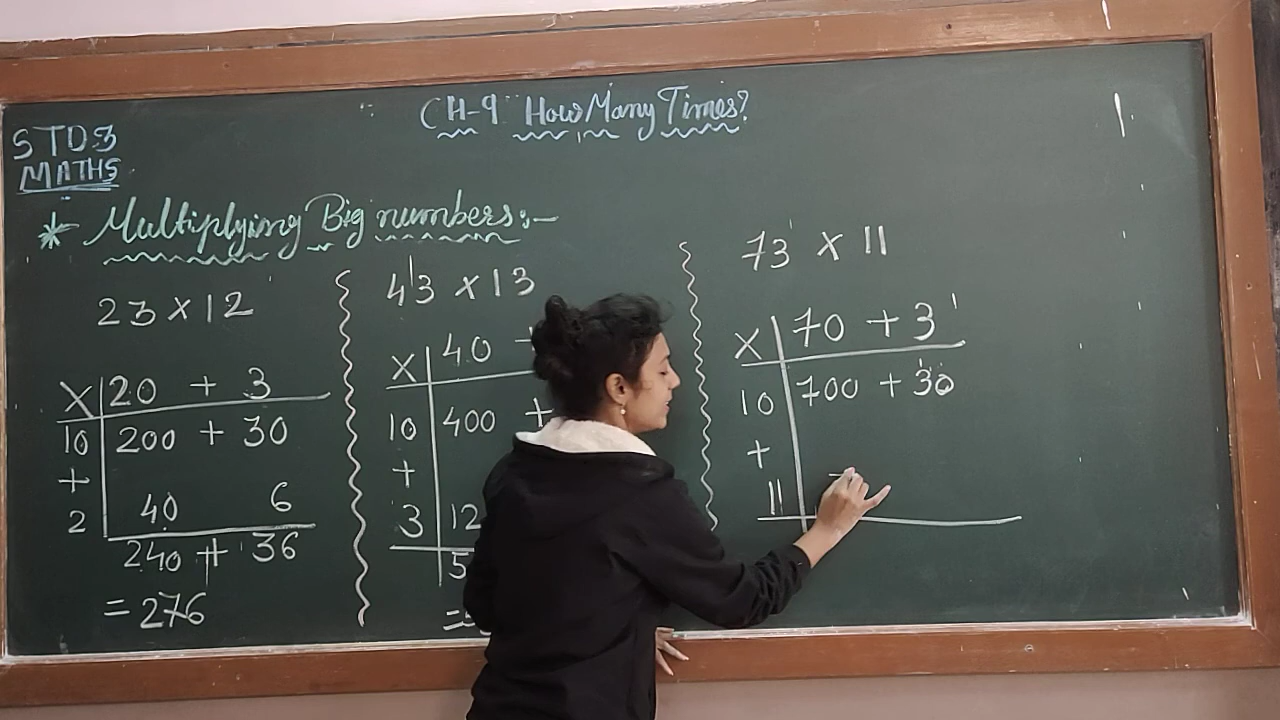 CH-9 How Many Times?
STD:3
MATHS
* Multiplying Big numbers:-
23 x 12
x 20 + 3
10 200 + 30
+
2 40 6
240 + 36
= 276
43 x 13
x 40
10 400 +
+
3 12
5
=
73 x 11
x 70 + 3
10 700 + 30
+
11